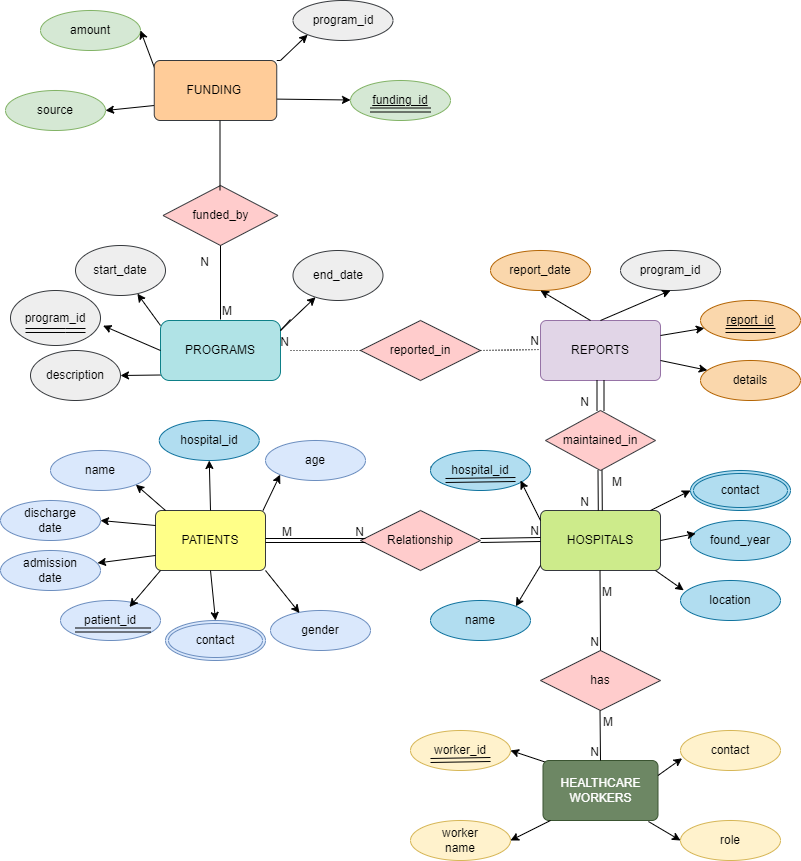 program_id
amount
FUNDING
funding_id
source
funded_by
N
start_date
end_date
report_date
program_id
M
program_id
report_id
PROGRAMS
N
reported_in
N
REPORTS
description
details
N
maintained_in
hospital_id
name
age
hospital_id
M
contact
N
discharge
date
PATIENTS
M
N
Relationship
N
HOSPITALS
found_year
admission
date
M
location
patient_id
contact
gender
name
N
has
M
worker_id
N
contact
HEALTHCARE
WORKERS
worker
name
role